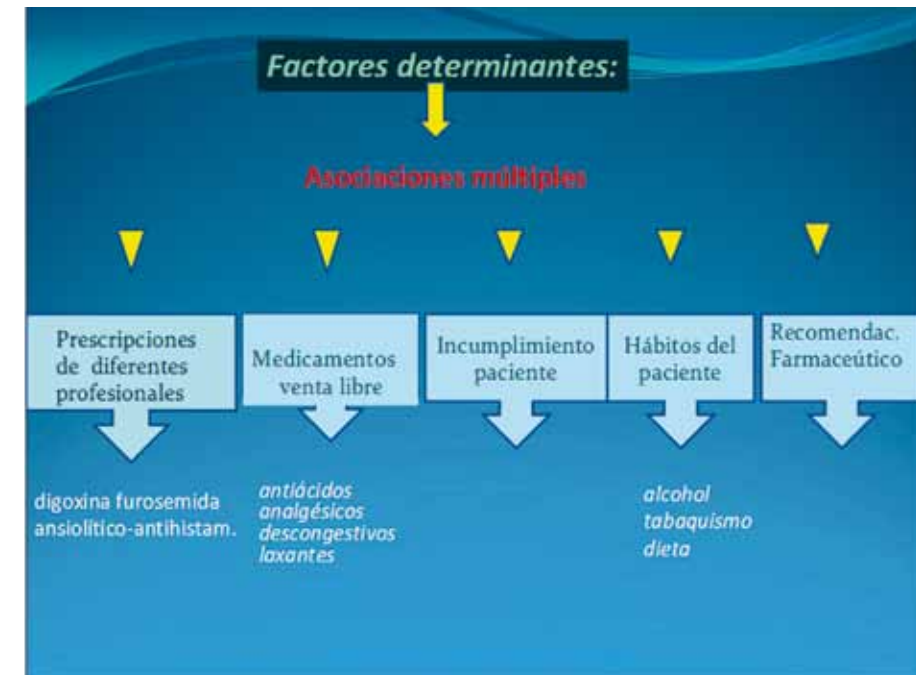 Factores determinantes:
Asociaciones múltiples
Prescripciones
de diferentes
profesionales
Medicamentos
venta libre
Incumplimiento
paciente
Hábitos del
paciente
Recomendac.
Farmaceútico
digoxina furosemida
ansiolítico-antihistam.
antiácidos
analgésicos
descongestivos
laxantes
alcohol
tabaquismo
dieta